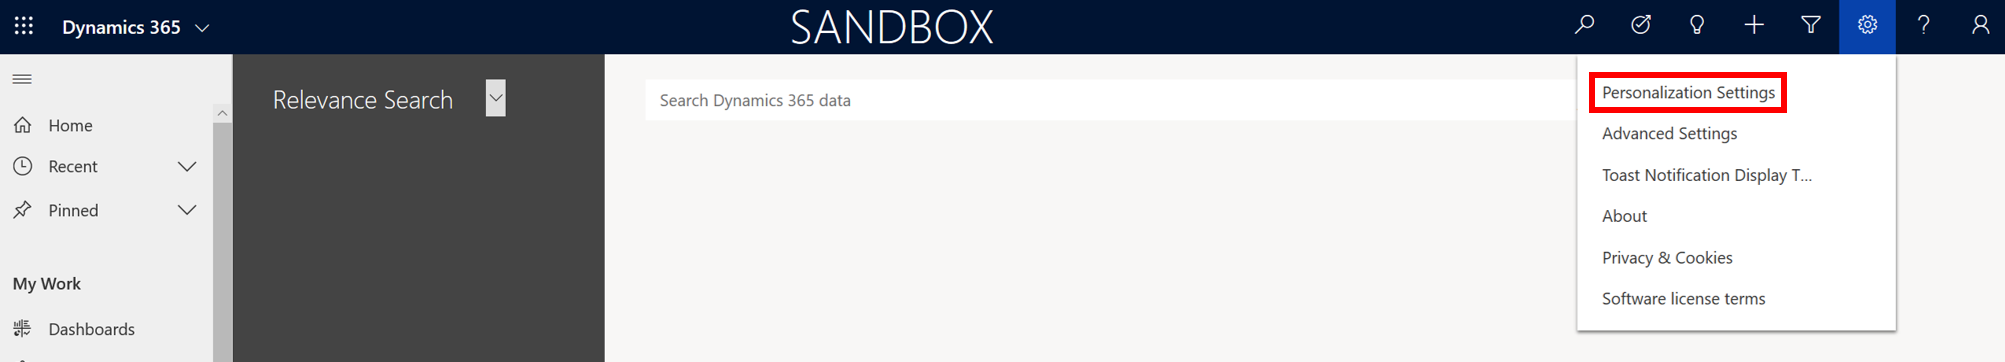 Dynamics 365
SANDBOX
Relevance Search
Search Dynamics 365 data
Home
Recent
Pinned
My Work
Dashboards
Personalization Settings
Advanced Settings
Toast Notification Display T...
About
Privacy & Cookies
Software license terms